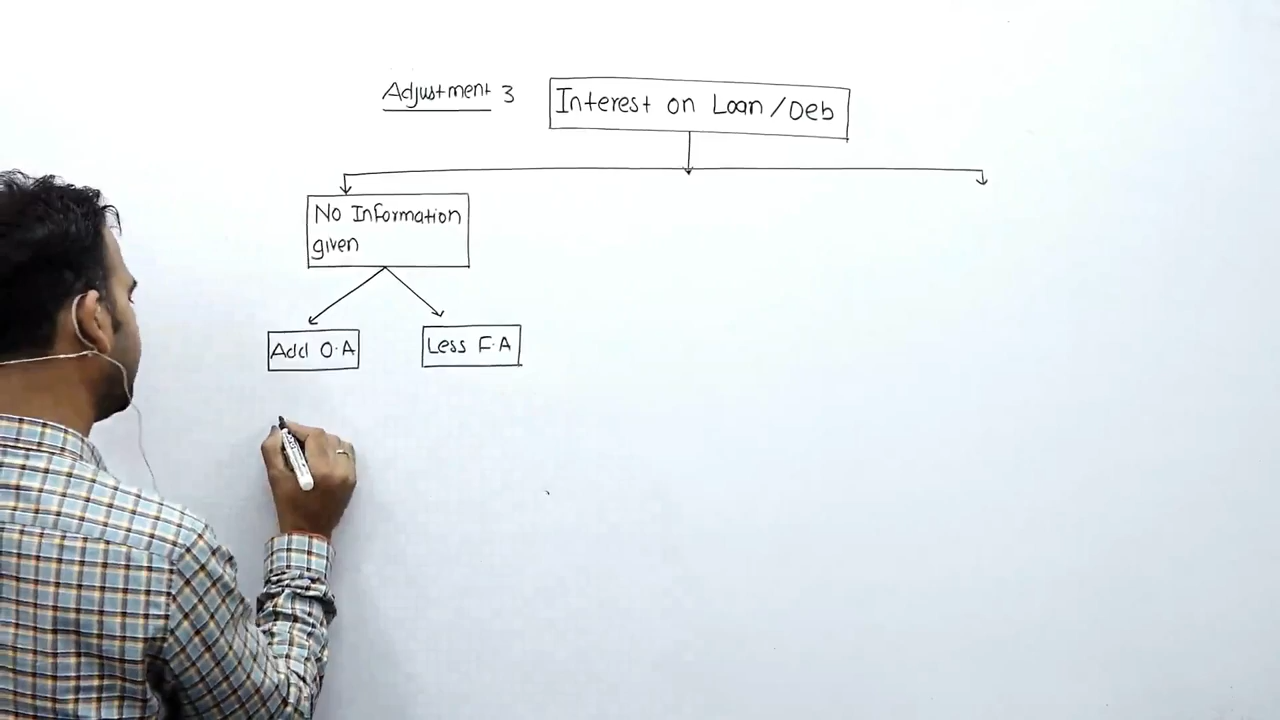 Adjustment 3
Interest on Loan/Deb
No Information
given
Add O.A
Less F.A